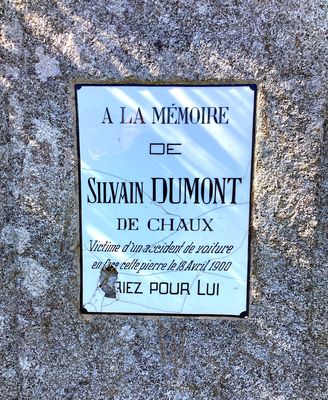 A LA MÉMOIRE
DE
SILVAIN DUMONT
DE CHAUX
Victime d'un accident de voiture
en face cette pierre le 18 Avril 1900
RIEZ POUR LUI